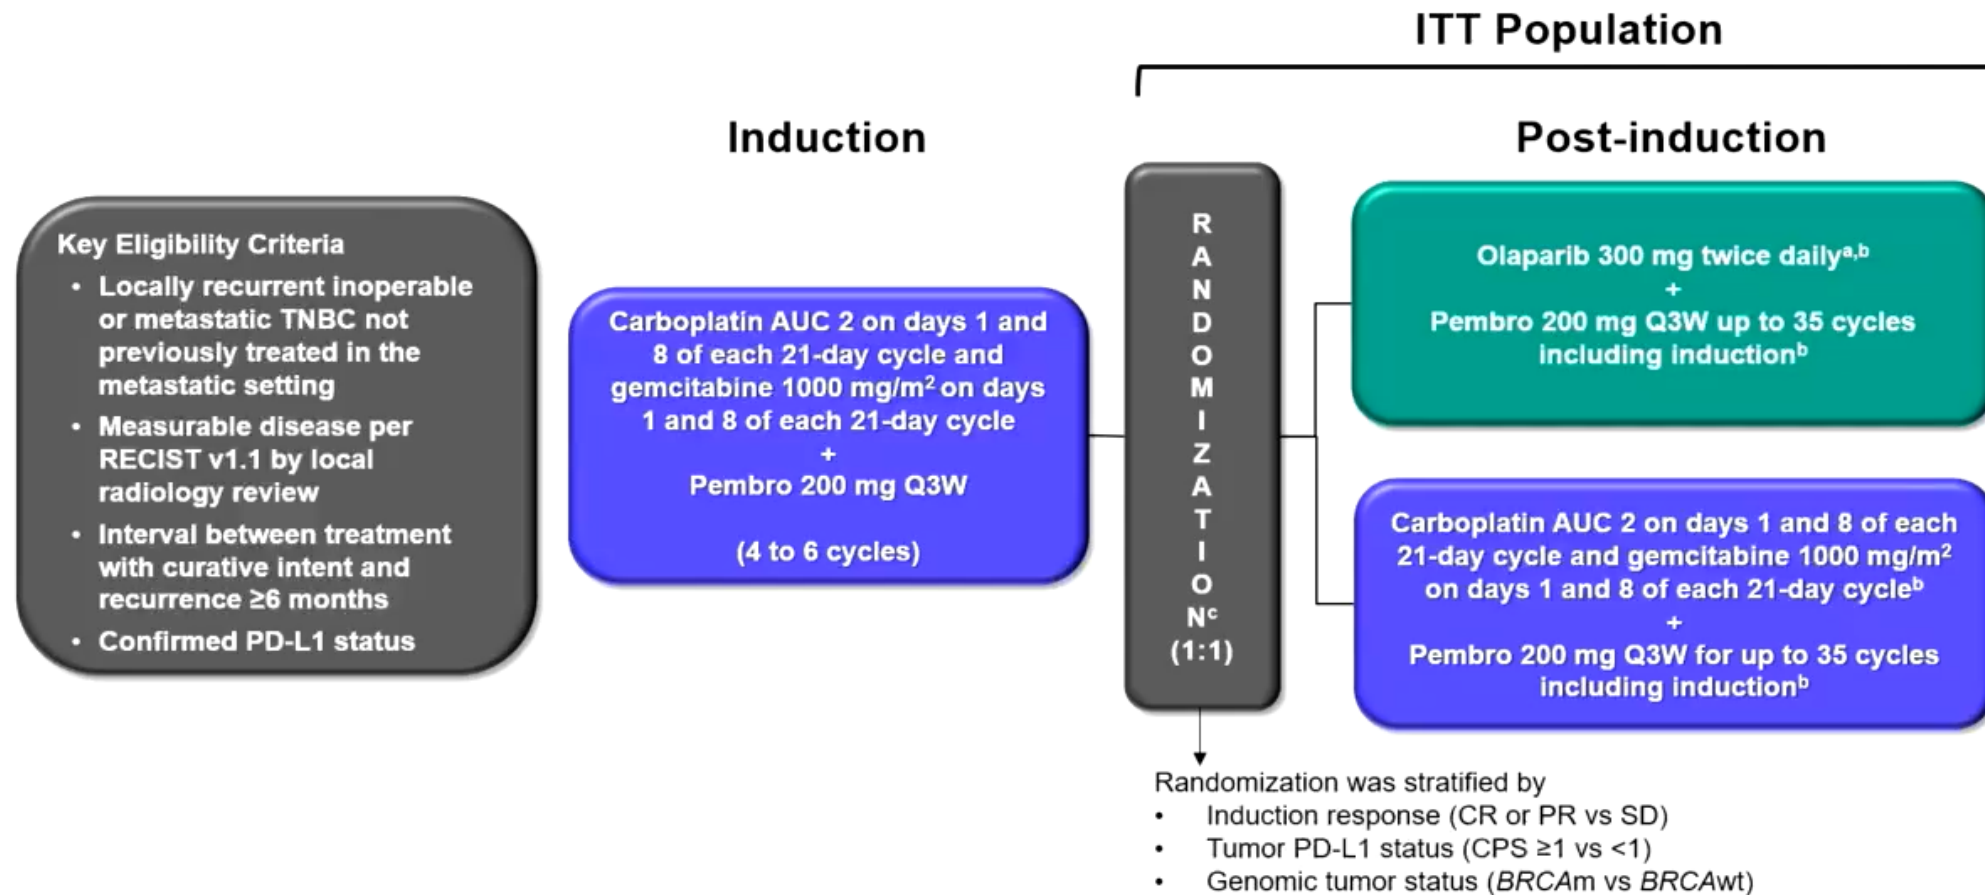 ITT Population
Induction
Post-induction
Key Eligibility Criteria
• Locally recurrent inoperable
or metastatic TNBC not
previously treated in the
metastatic setting
• Measurable disease per
RECIST v1.1 by local
radiology review
• Interval between treatment
with curative intent and
recurrence ≥6 months
• Confirmed PD-L1 status
Carboplatin AUC 2 on days 1 and
8 of each 21-day cycle and
gemcitabine 1000 mg/m² on days
1 and 8 of each 21-day cycle
+
Pembro 200 mg Q3W
(4 to 6 cycles)
R
A
N
D
O
M
I
Z
A
T
I
O
Nᶜ
(1:1)
Olaparib 300 mg twice dailyᵃ,ᵇ
+
Pembro 200 mg Q3W up to 35 cycles
including inductionᵇ
Carboplatin AUC 2 on days 1 and 8 of each
21-day cycle and gemcitabine 1000 mg/m²
on days 1 and 8 of each 21-day cycleᵇ
+
Pembro 200 mg Q3W for up to 35 cycles
including inductionᵇ
Randomization was stratified by
• Induction response (CR or PR vs SD)
• Tumor PD-L1 status (CPS ≥1 vs <1)
• Genomic tumor status (BRCAm vs BRCAwt)